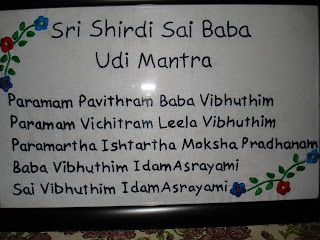 Sri Shirdi Sai Baba
Udi Mantra
Paramam Pavithram Baba Vibhuthim
Paramam Vichitram Leela Vibhuthim
Paramartha Ishtartha Moksha Pradhanam
Baba Vibhuthim IdamAsrayami
Sai Vibhuthim IdamAsrayami